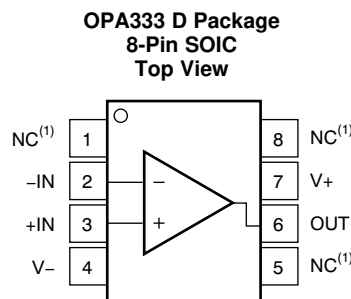 OPA333 D Package
8-Pin SOIC
Top View
NC(1) 1 8 NC(1)
−IN 2 − 7 V+
+IN 3 + 6 OUT
V− 4 5 NC(1)